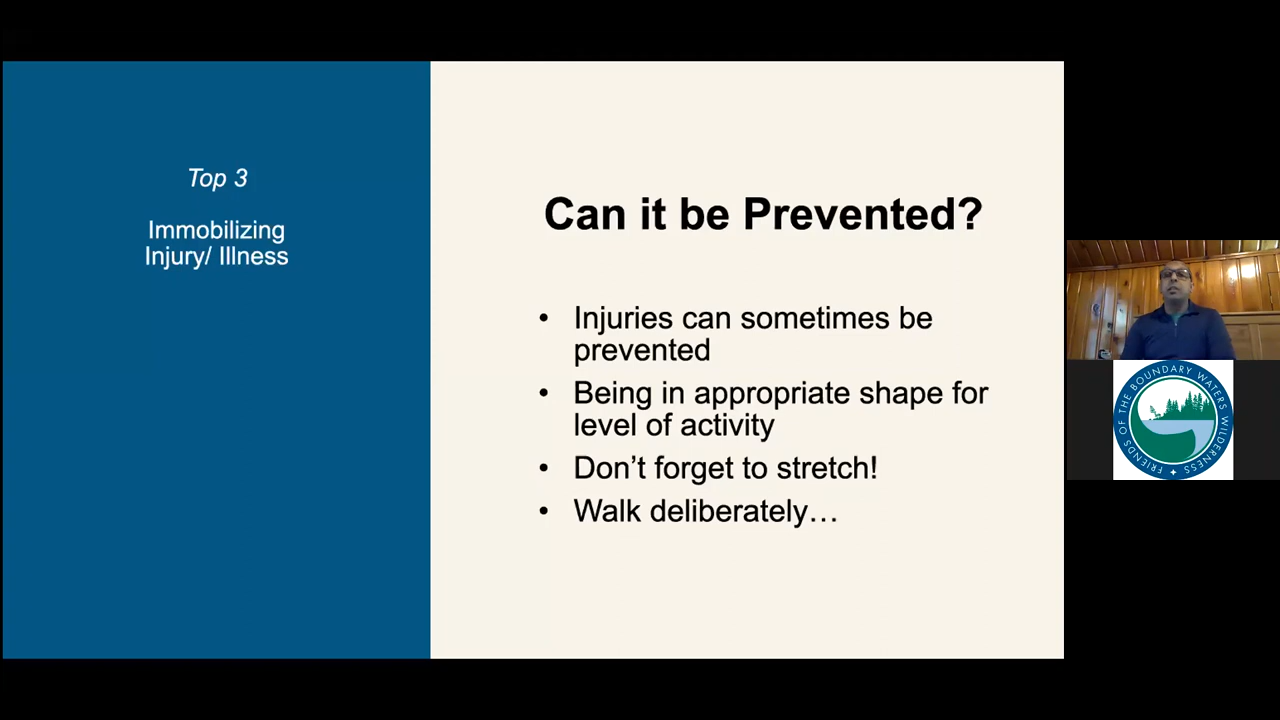 Top 3
Immobilizing
Injury/ Illness
Can it be Prevented?
• Injuries can sometimes be
prevented
• Being in appropriate shape for
level of activity
• Don’t forget to stretch!
• Walk deliberately…
FRIENDS OF THE BOUNDARY WATERS WILDERNESS